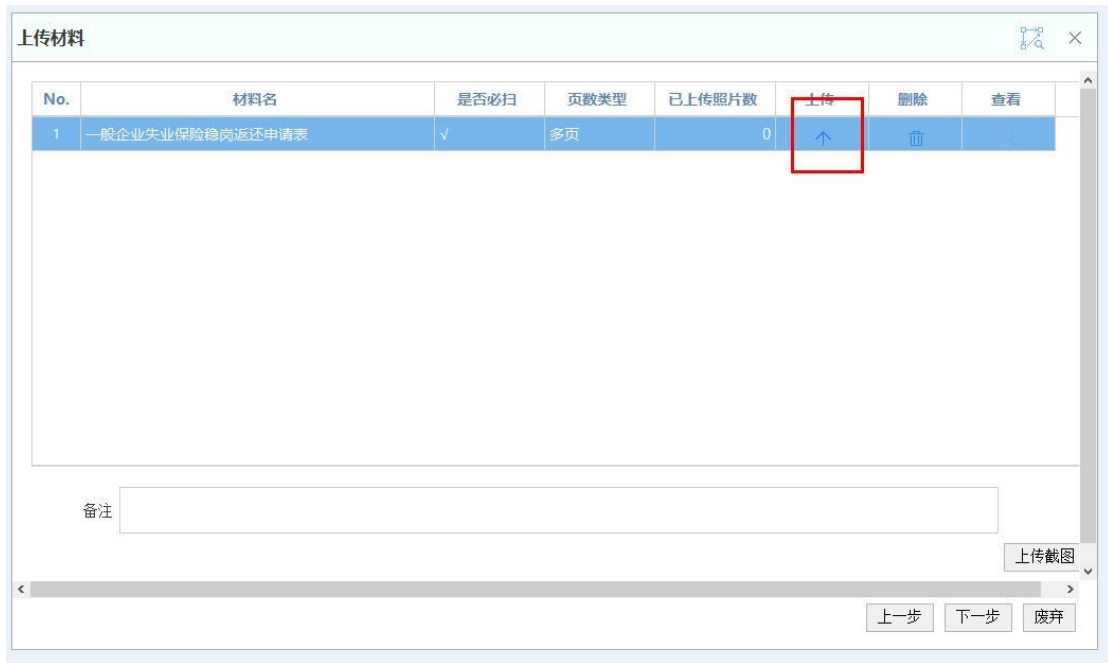 上传材料
No. 材料名 是否必扫 页数类型 已上传照片数 上传 删除 查看
1 一般企业失业保险稳岗返还申请表 √ 多页 0
备注
上传截图
上一步 下一步 废弃